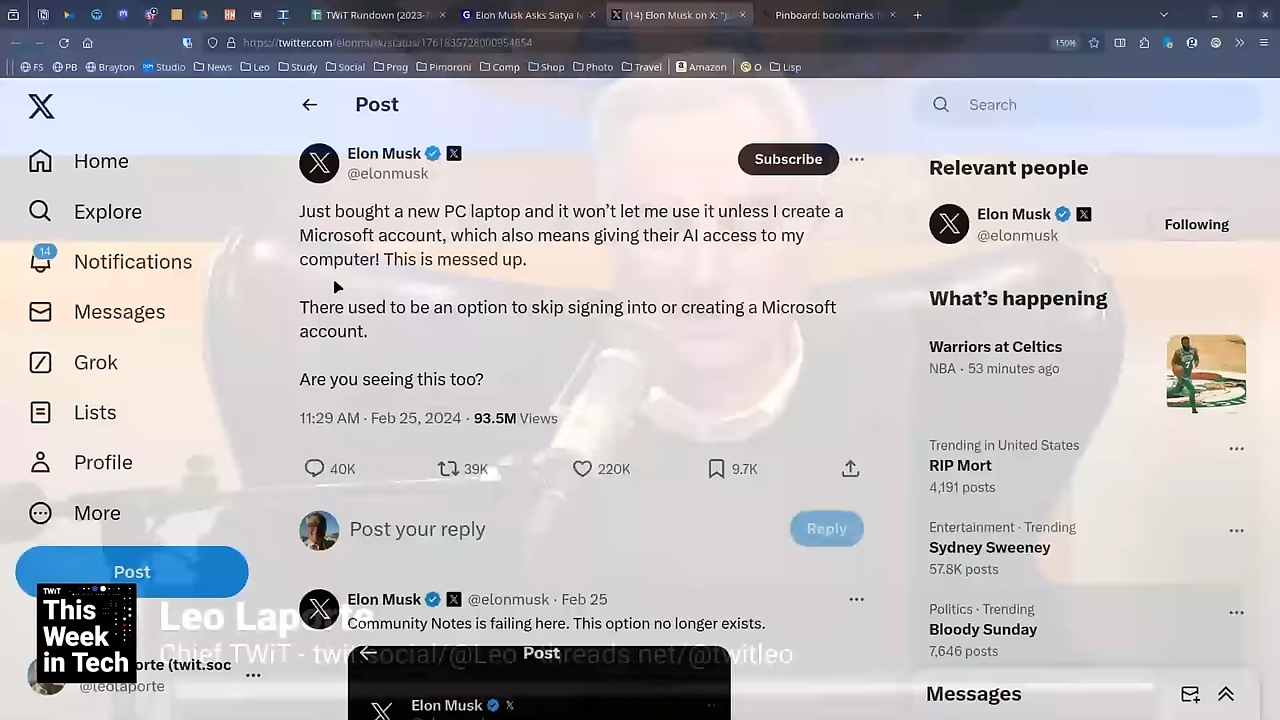 TWiT Rundown (2023-
Elon Musk Asks Satya N
(14) Elon Musk on X: "Ju
Pinboard: bookmarks f
https://twitter.com/elonmusk/status/1761835728000954654
150%
FS PB Brayton Studio News Leo Study Social Prog Pimoroni Comp Shop Photo Travel Amazon O Lisp
Post
Search
Home
Explore
14
Notifications
Messages
Grok
Lists
Profile
More
Post
Elon Musk
@elonmusk
Subscribe
Just bought a new PC laptop and it won’t let me use it unless I create a
Microsoft account, which also means giving their AI access to my
computer! This is messed up.
There used to be an option to skip signing into or creating a Microsoft
account.
Are you seeing this too?
11:29 AM · Feb 25, 2024 · 93.5M Views
40K 39K 220K 9.7K
Post your reply
Reply
Elon Musk @elonmusk · Feb 25
Community Notes is failing here. This option no longer exists.
Post
Elon Musk
Relevant people
Elon Musk
@elonmusk
Following
What’s happening
Warriors at Celtics
NBA · 53 minutes ago
Trending in United States
RIP Mort
4,191 posts
Entertainment · Trending
Sydney Sweeney
57.8K posts
Politics · Trending
Bloody Sunday
7,646 posts
Messages
TWiT
This
Week
in Tech
Leo Laporte
Chief TWiT - twit.social/@Leo - threads.net/@twitleo
orte (twit.soc
@leolaporte